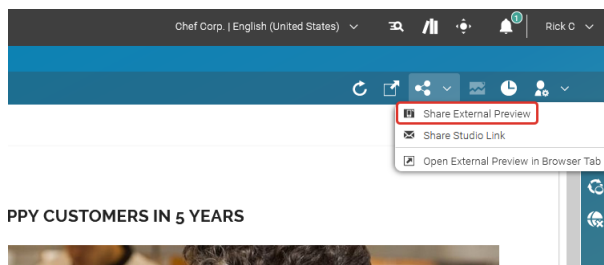 Chef Corp. | English (United States)
1
Rick C
Share External Preview
Share Studio Link
Open External Preview in Browser Tab
PPY CUSTOMERS IN 5 YEARS